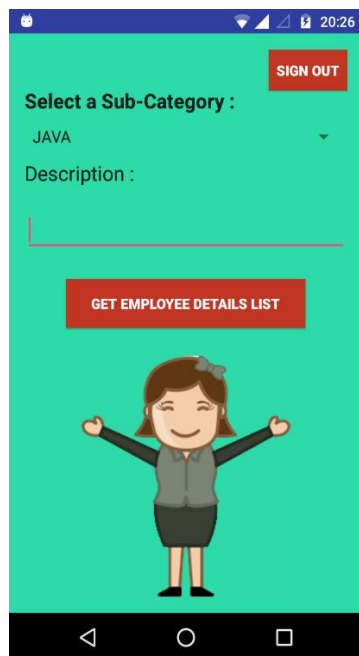 20:26
SIGN OUT
Select a Sub-Category :
JAVA
Description :
GET EMPLOYEE DETAILS LIST